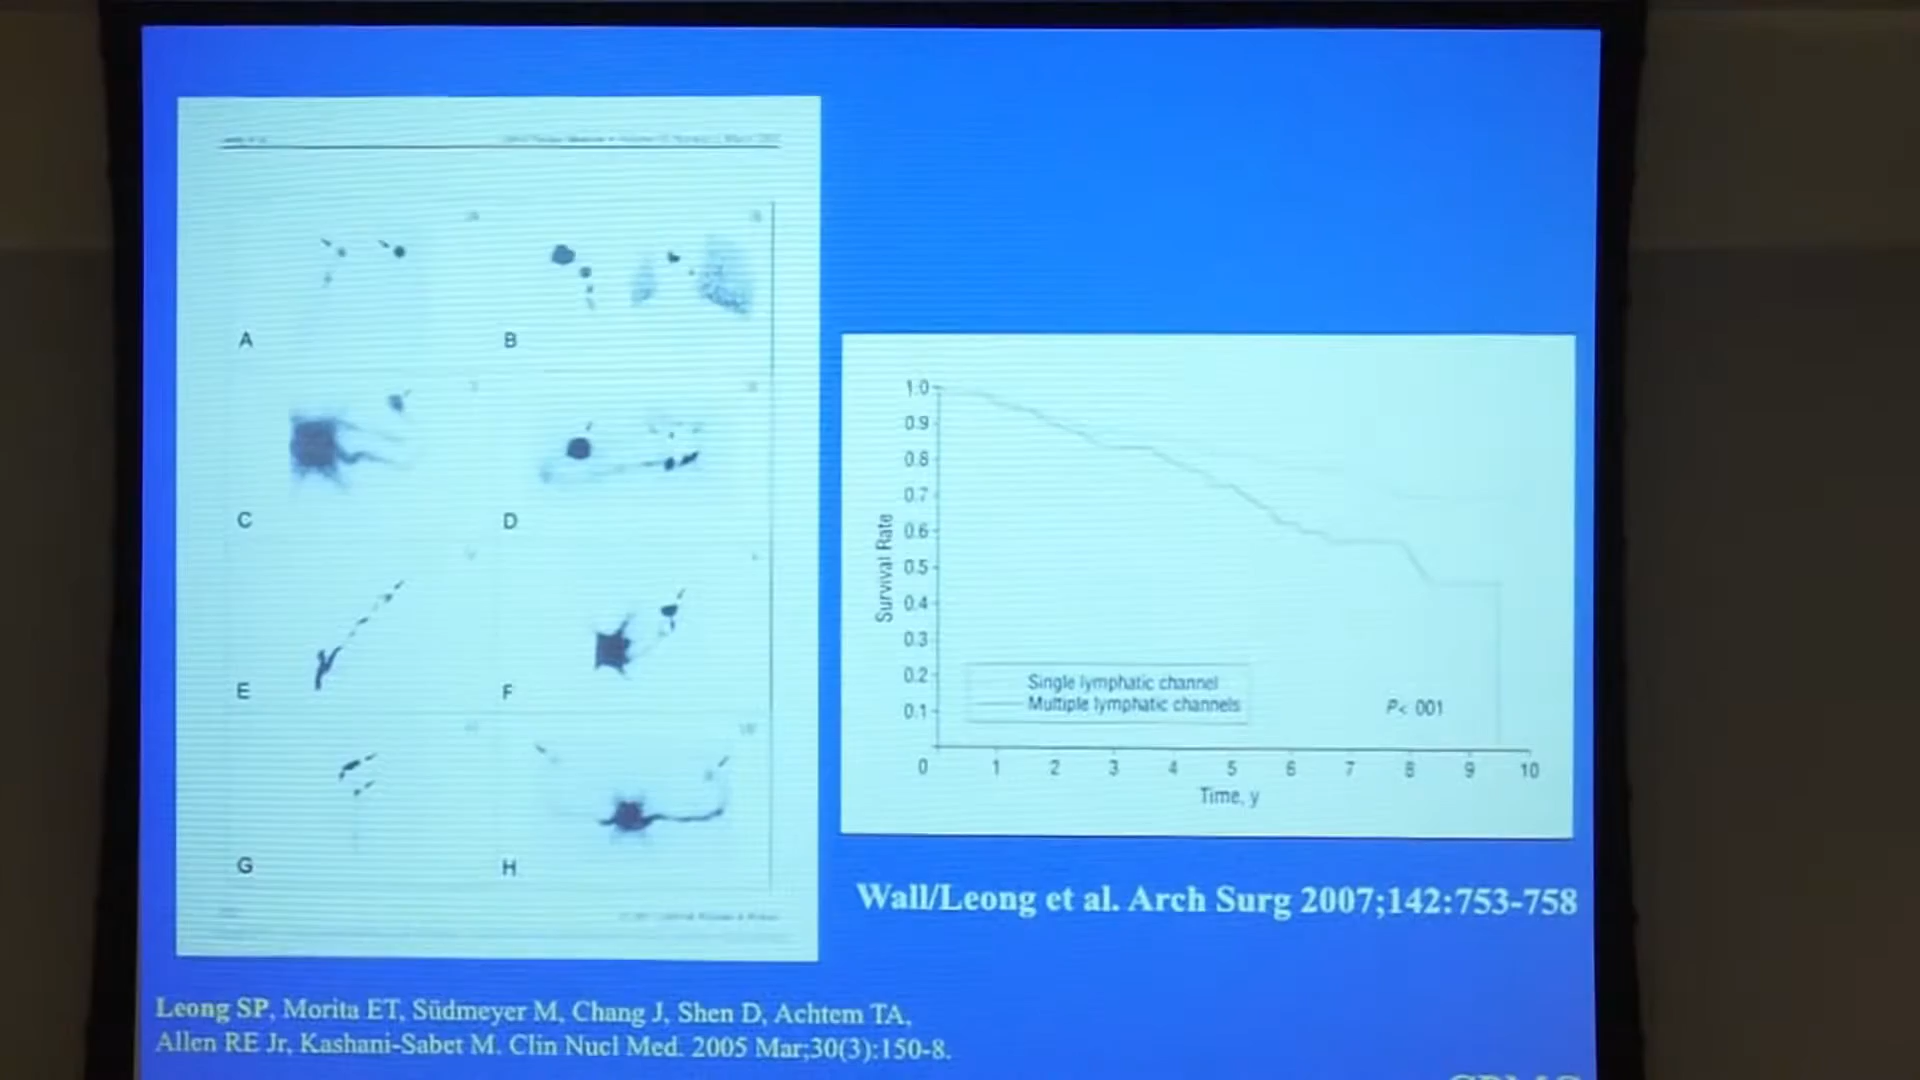 A
B
C
D
E
F
G
H
1.0
0.9
0.8
0.7
0.6
0.5
0.4
0.3
0.2
0.1
Survival Rate
Single lymphatic channel
Multiple lymphatic channels
P< 001
0 1 2 3 4 5 6 7 8 9 10
Time, y
Wall/Leong et al. Arch Surg 2007;142:753-758
Leong SP, Morita ET, Südmeyer M, Chang J, Shen D, Achtem TA,
Allen RE Jr, Kashani-Sabet M. Clin Nucl Med. 2005 Mar;30(3):150-8.